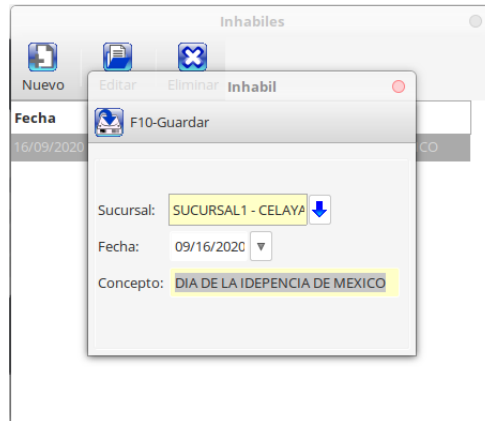 Inhabiles
Nuevo Editar Eliminar
Inhabil
Fecha
F10-Guardar
16/09/2020 CO
Sucursal: SUCURSAL1 - CELAYA
Fecha: 09/16/2020
Concepto: DIA DE LA IDEPENCIA DE MEXICO